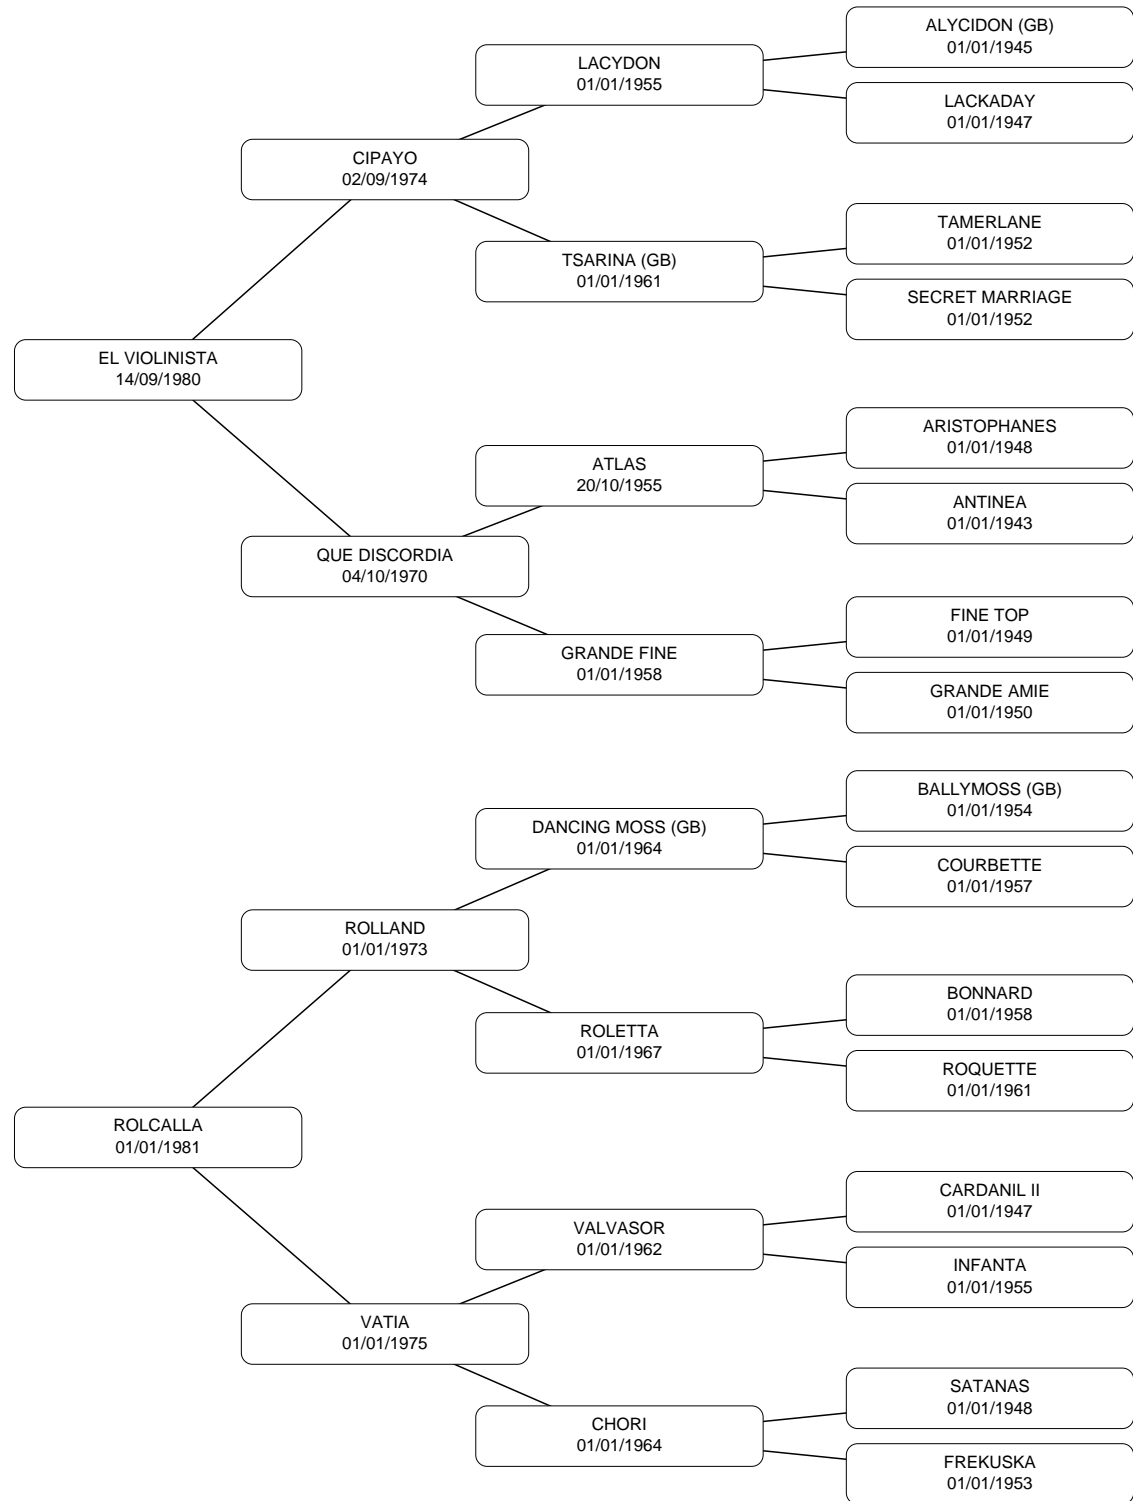 ALYCIDON (GB)
01/01/1945
LACYDON
01/01/1955
LACKADAY
01/01/1947
CIPAYO
02/09/1974
TAMERLANE
01/01/1952
TSARINA (GB)
01/01/1961
SECRET MARRIAGE
01/01/1952
EL VIOLINISTA
14/09/1980
ARISTOPHANES
01/01/1948
ATLAS
20/10/1955
ANTINEA
01/01/1943
QUE DISCORDIA
04/10/1970
FINE TOP
01/01/1949
GRANDE FINE
01/01/1958
GRANDE AMIE
01/01/1950
BALLYMOSS (GB)
01/01/1954
DANCING MOSS (GB)
01/01/1964
COURBETTE
01/01/1957
ROLLAND
01/01/1973
BONNARD
01/01/1958
ROLETTA
01/01/1967
ROQUETTE
01/01/1961
ROLCALLA
01/01/1981
CARDANIL II
01/01/1947
VALVASOR
01/01/1962
INFANTA
01/01/1955
VATIA
01/01/1975
SATANAS
01/01/1948
CHORI
01/01/1964
FREKUSKA
01/01/1953